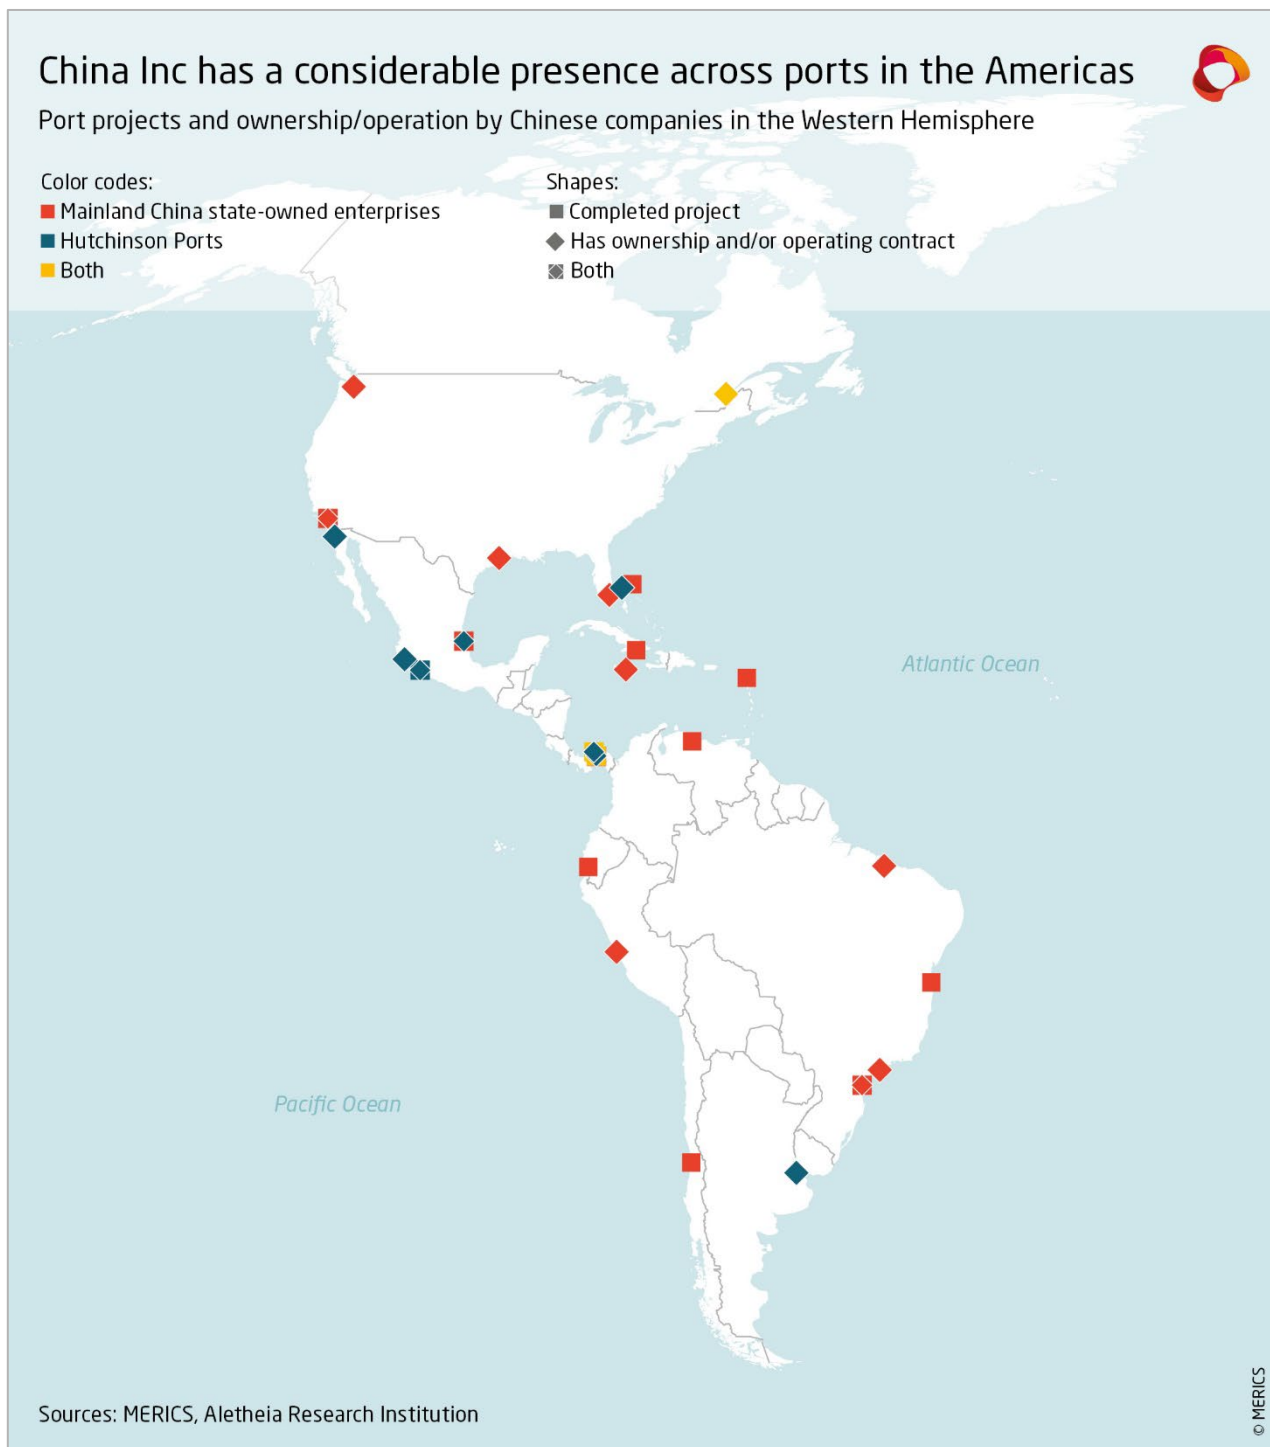 China Inc has a considerable presence across ports in the Americas
Port projects and ownership/operation by Chinese companies in the Western Hemisphere
Color codes:
Mainland China state-owned enterprises
Hutchinson Ports
Both
Shapes:
Completed project
Has ownership and/or operating contract
Both
Atlantic Ocean
Pacific Ocean
Sources: MERICS, Aletheia Research Institution
© MERICS